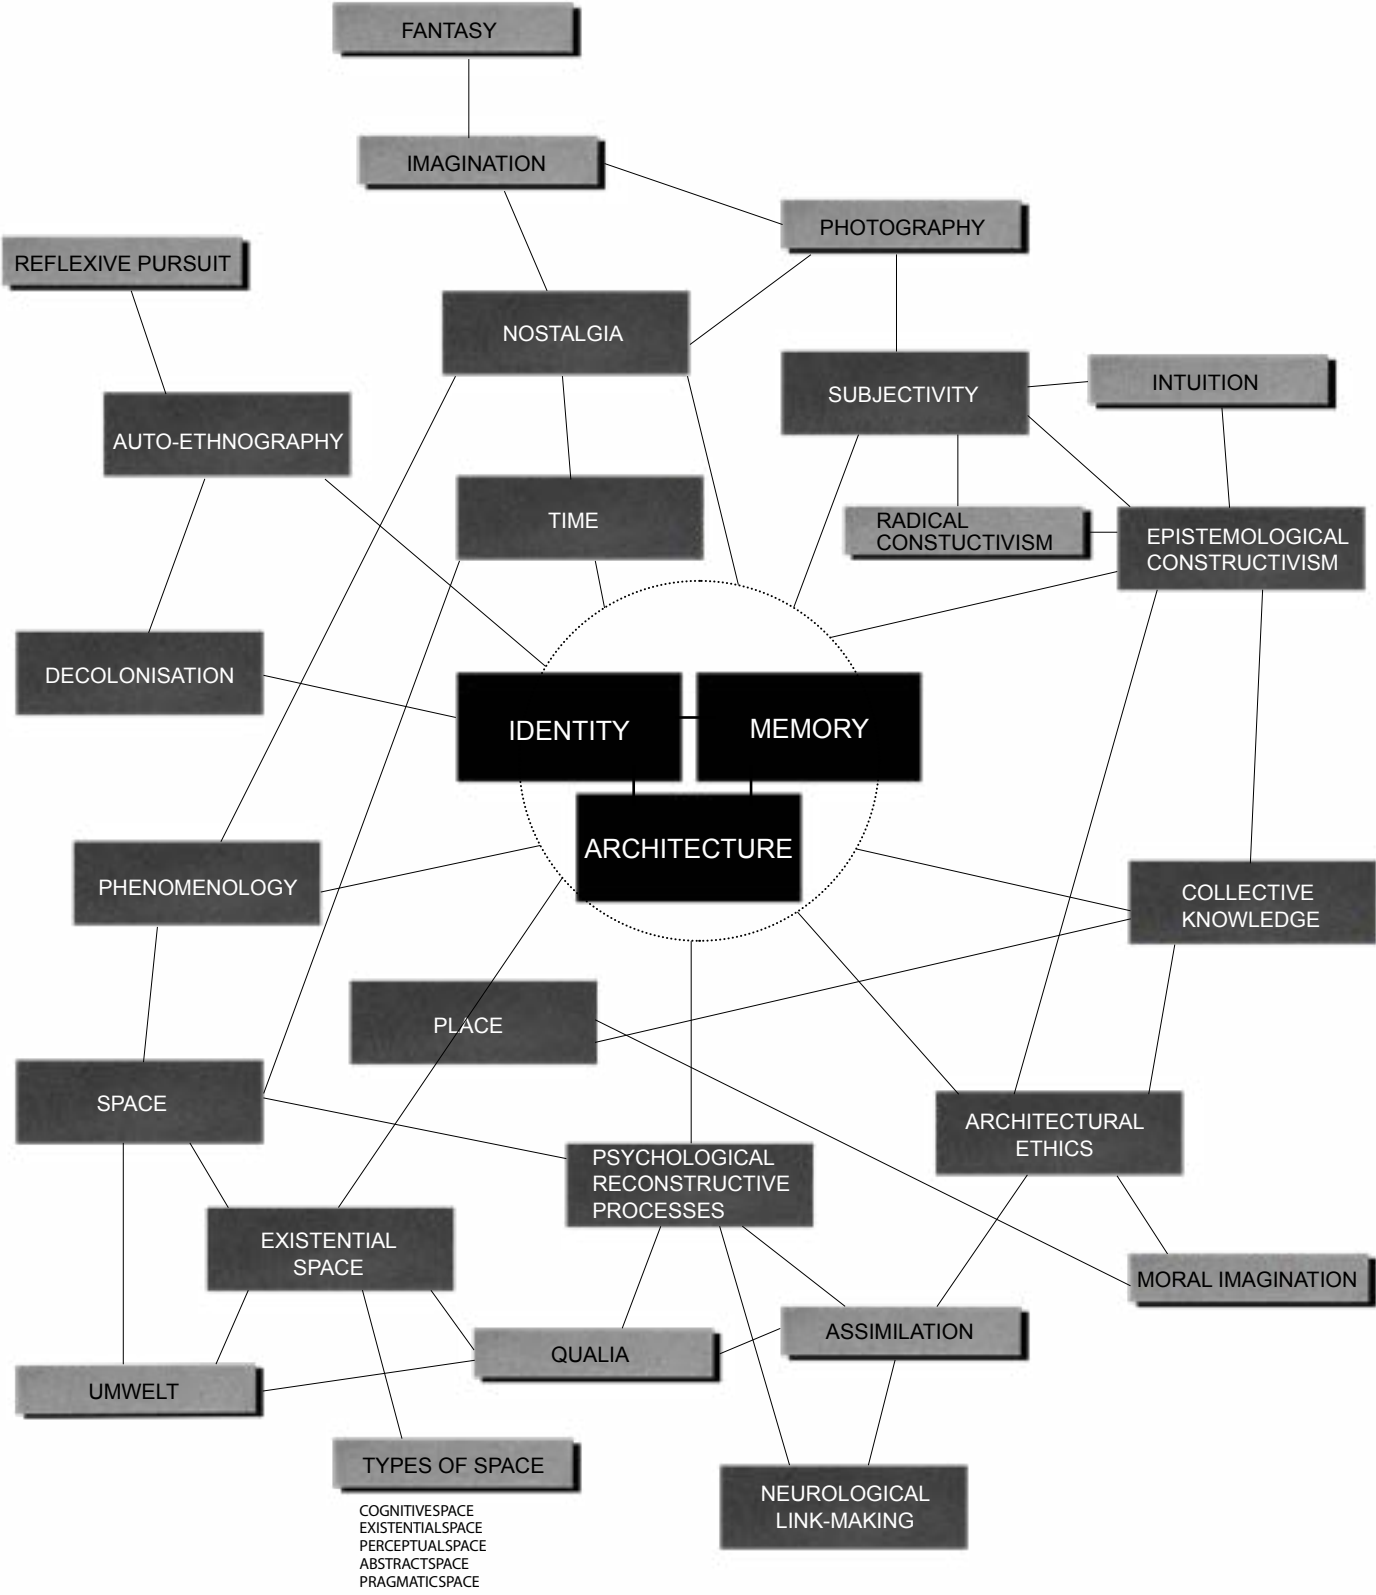 FANTASY
IMAGINATION
PHOTOGRAPHY
REFLEXIVE PURSUIT
NOSTALGIA
SUBJECTIVITY
INTUITION
AUTO-ETHNOGRAPHY
TIME
RADICAL
CONSTUCTIVISM
EPISTEMOLOGICAL
CONSTRUCTIVISM
DECOLONISATION
IDENTITY
MEMORY
ARCHITECTURE
PHENOMENOLOGY
COLLECTIVE
KNOWLEDGE
PLACE
SPACE
ARCHITECTURAL
ETHICS
PSYCHOLOGICAL
RECONSTRUCTIVE
PROCESSES
EXISTENTIAL
SPACE
MORAL IMAGINATION
ASSIMILATION
QUALIA
UMWELT
TYPES OF SPACE
COGNITIVESPACE
EXISTENTIALSPACE
PERCEPTUALSPACE
ABSTRACTSPACE
PRAGMATICSPACE
NEUROLOGICAL
LINK-MAKING